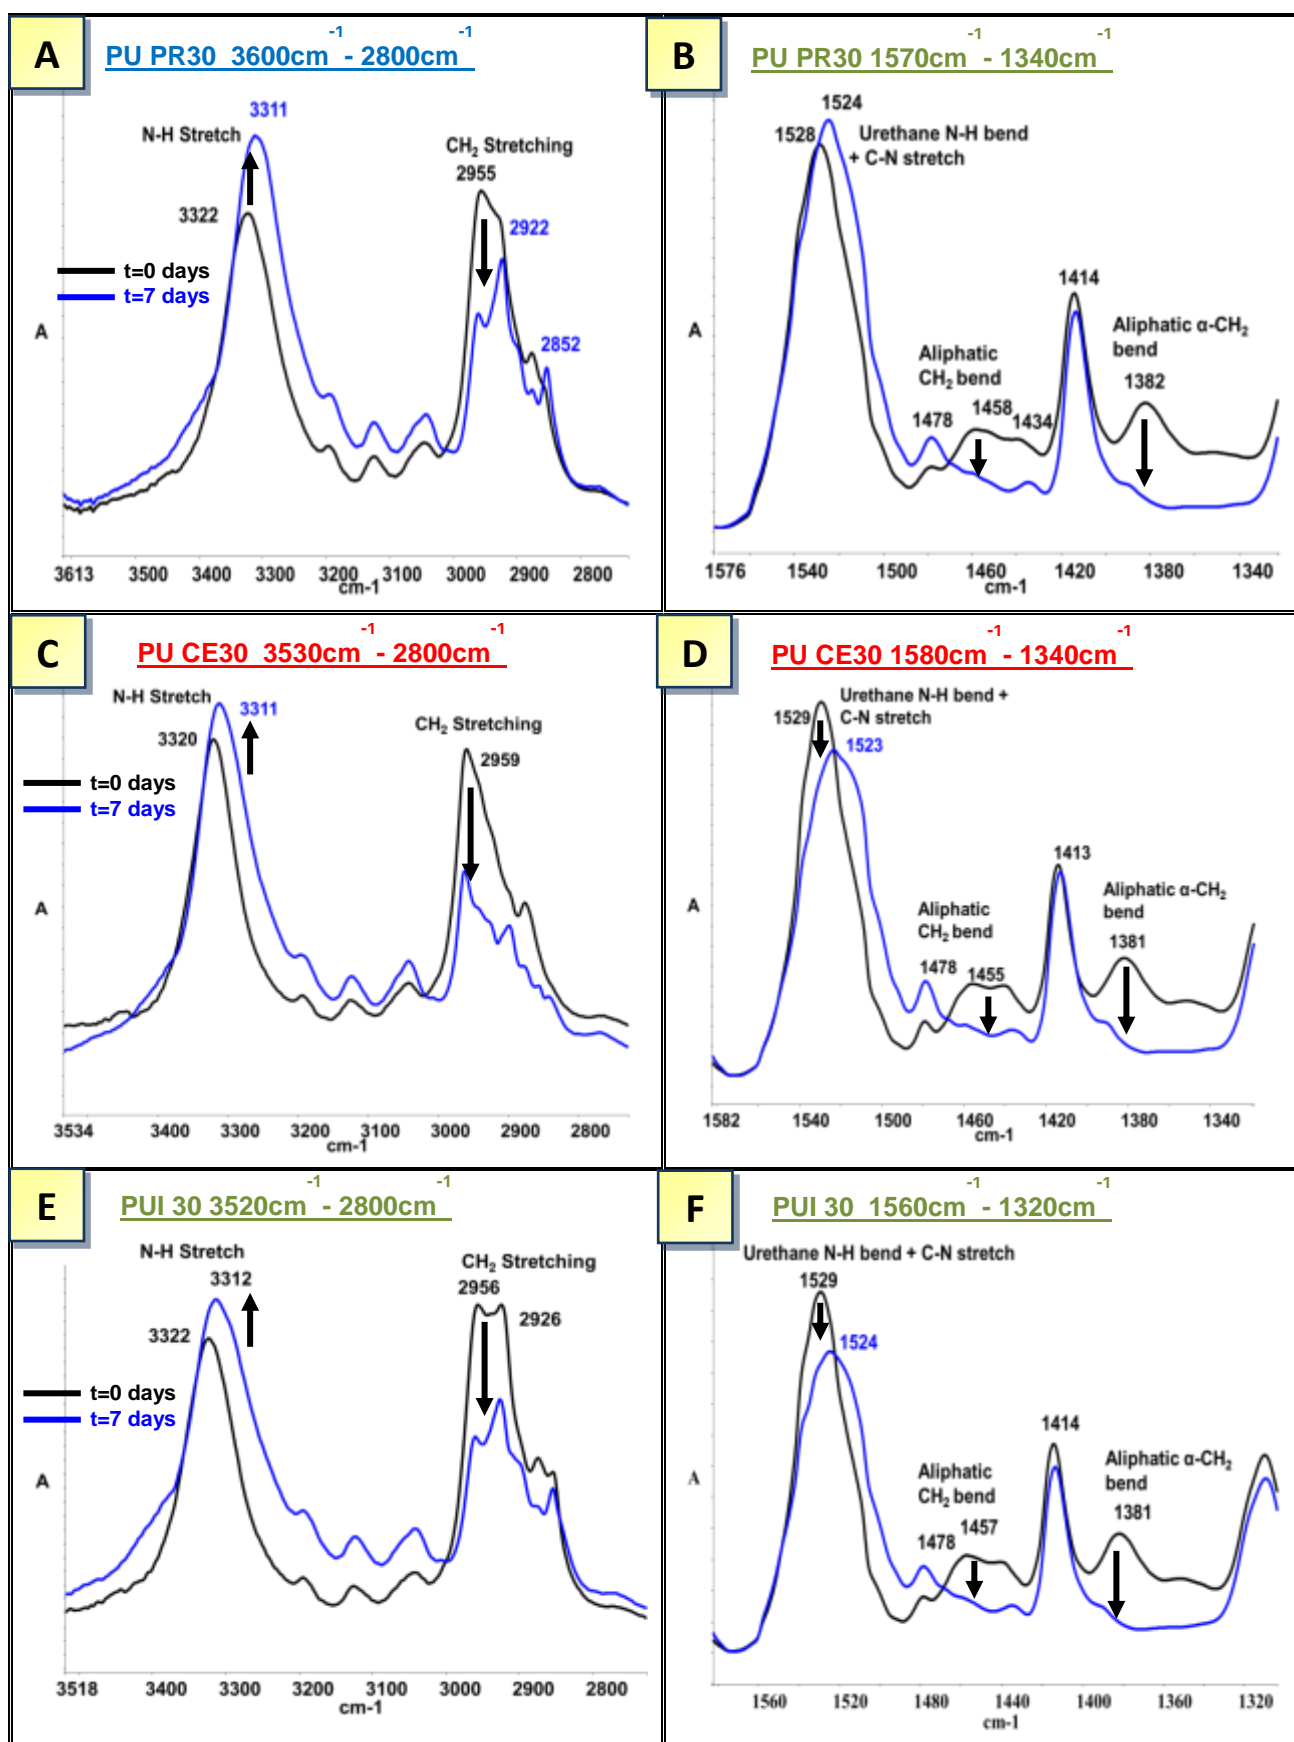 A
PU PR30 3600cm-1 - 2800cm-1
3311
N-H Stretch
3322
CH2 Stretching
2955
2922
2852
t=0 days
t=7 days
A
3613 3500 3400 3300 3200 3100 3000 2900 2800
cm-1
B
PU PR30 1570cm-1 - 1340cm-1
1524
1528
Urethane N-H bend
+ C-N stretch
1414
Aliphatic α-CH2
bend
1382
Aliphatic
CH2 bend
1478 1458 1434
A
1576 1540 1500 1460 1420 1380 1340
cm-1
C
PU CE30 3530cm-1 - 2800cm-1
N-H Stretch
3311
3320
CH2 Stretching
2959
t=0 days
t=7 days
A
3534 3400 3300 3200 3100 3000 2900 2800
cm-1
D
PU CE30 1580cm-1 - 1340cm-1
Urethane N-H bend +
C-N stretch
1529
1523
1413
Aliphatic α-CH2
bend
1381
Aliphatic
CH2 bend
1478 1455
A
1582 1540 1500 1460 1420 1380 1340
cm-1
E
PUI 30 3520cm-1 - 2800cm-1
N-H Stretch
3312
3322
CH2 Stretching
2956
2926
t=0 days
t=7 days
A
3518 3400 3300 3200 3100 3000 2900 2800
cm-1
F
PUI 30 1560cm-1 - 1320cm-1
Urethane N-H bend + C-N stretch
1529
1524
1414
Aliphatic α-CH2
bend
1381
Aliphatic
CH2 bend
1478 1457
A
1560 1520 1480 1440 1400 1360 1320
cm-1